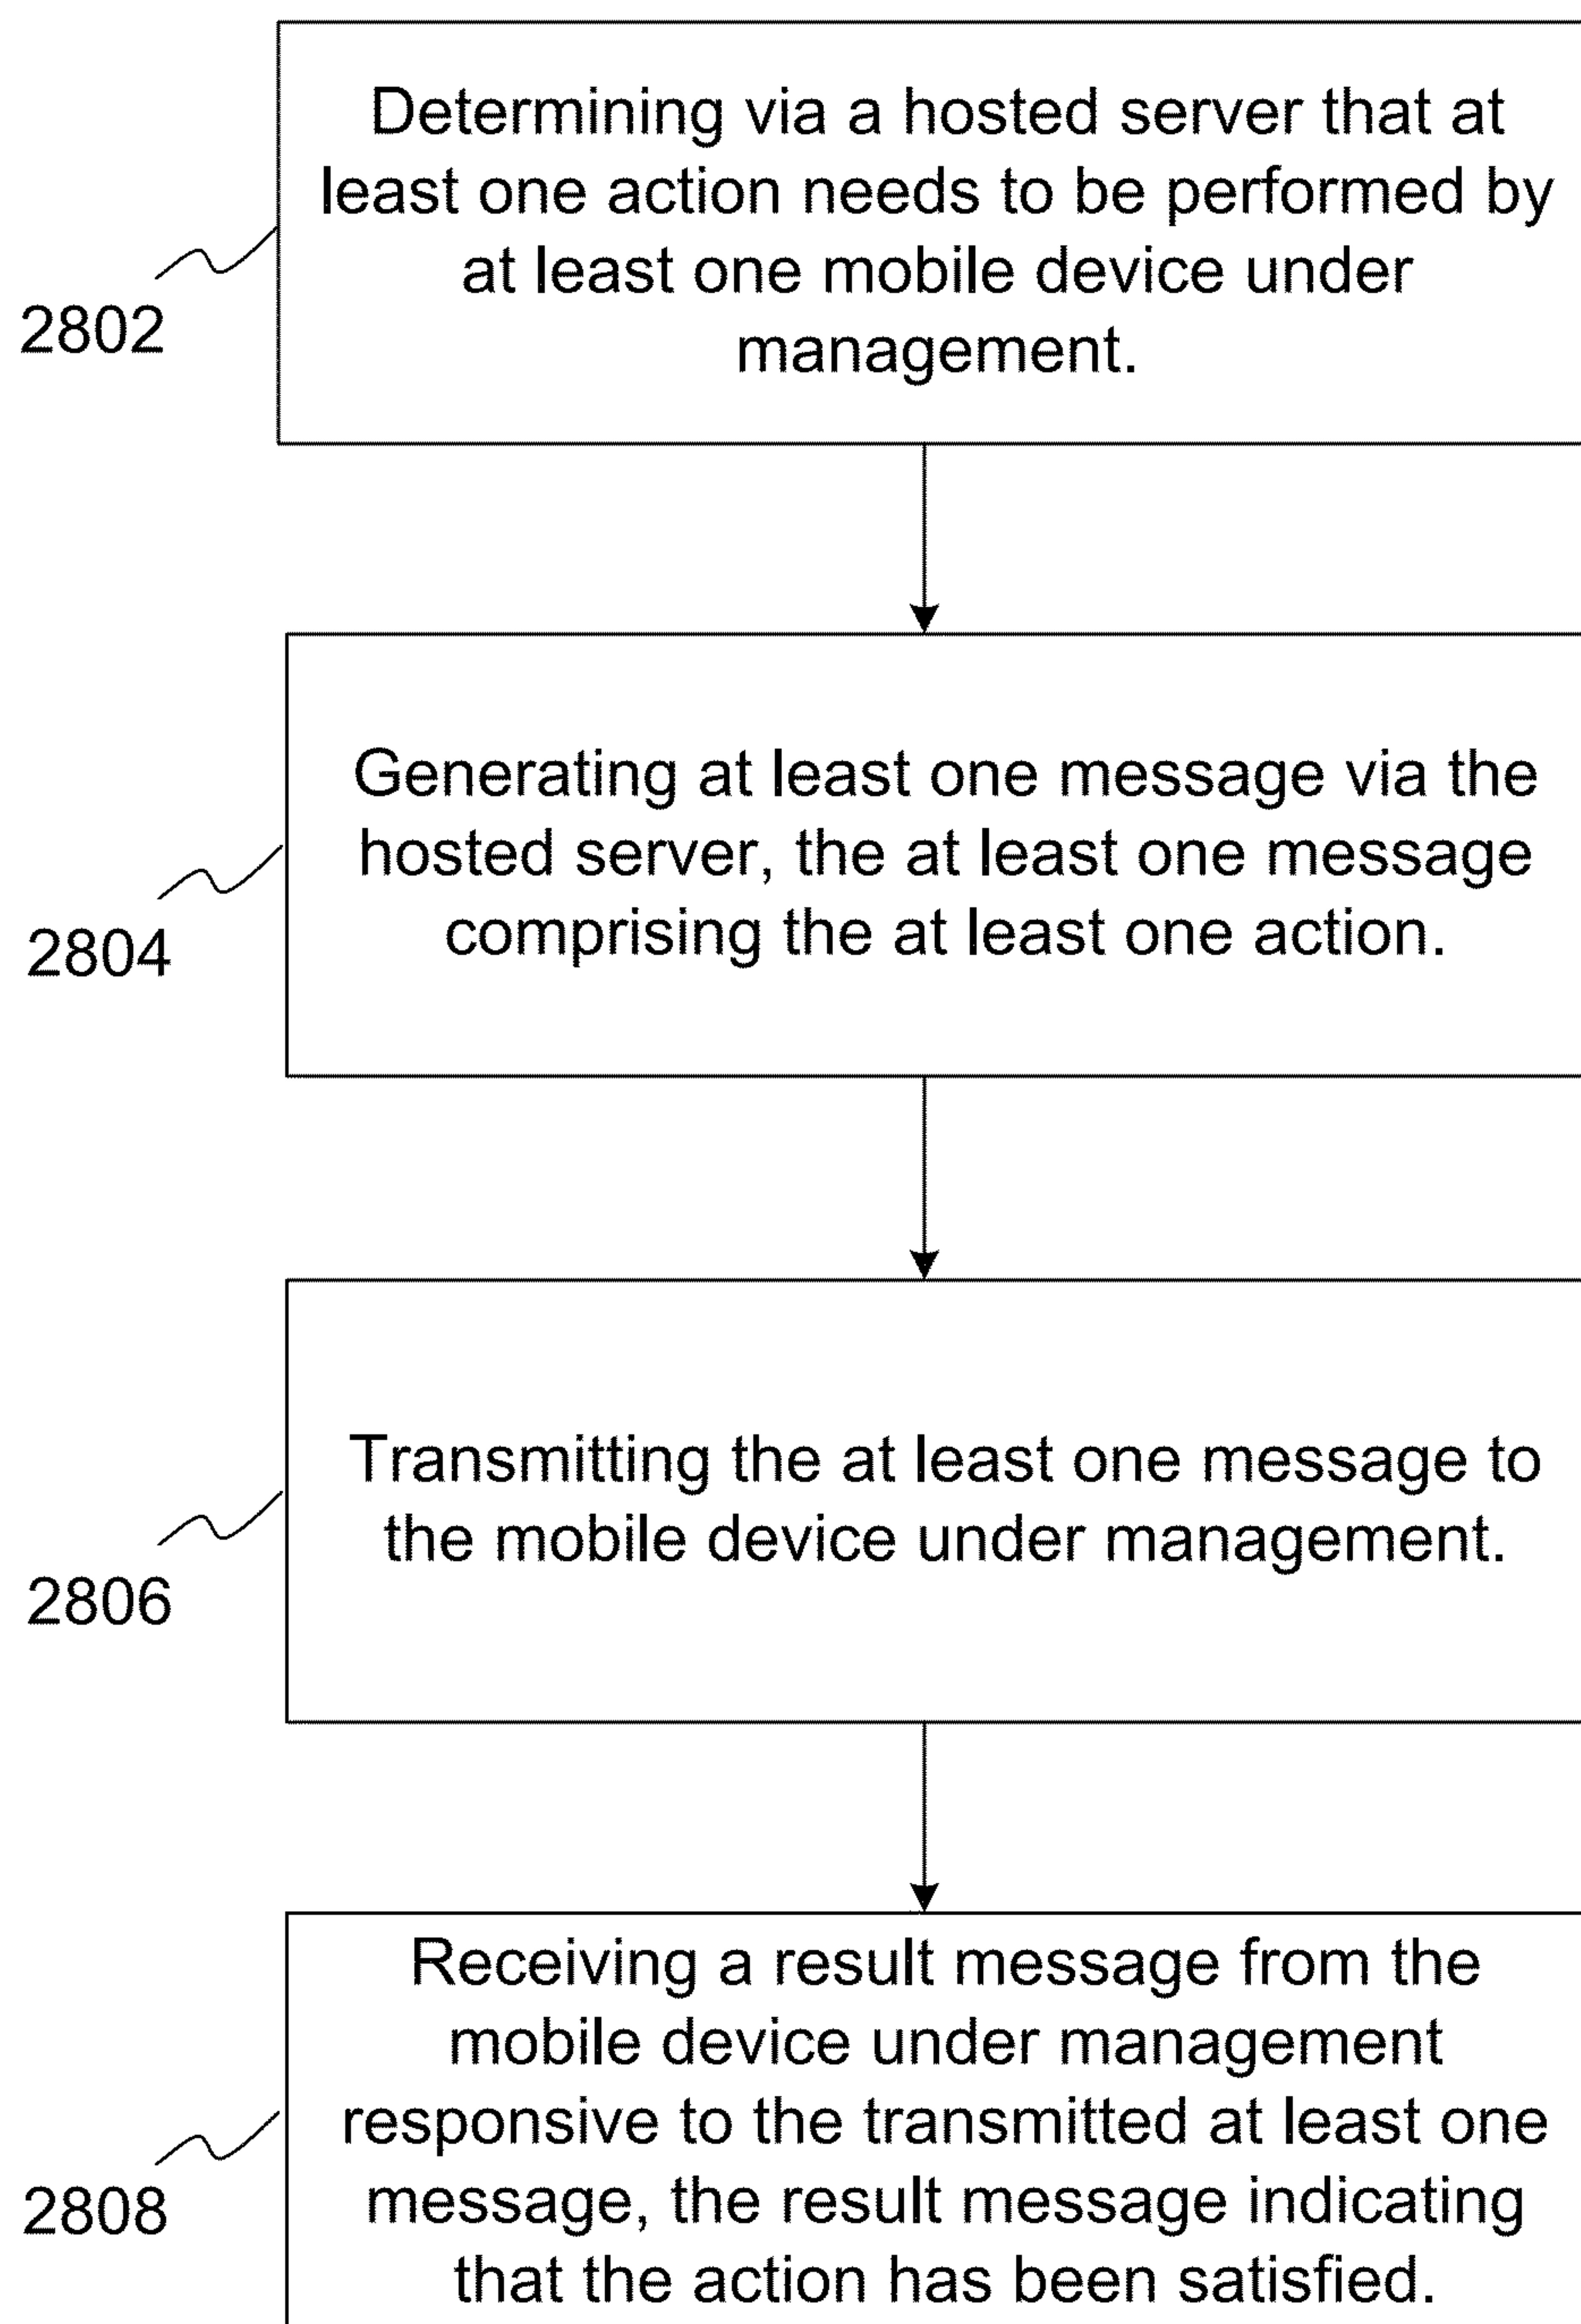 Determining via a hosted server that at
least one action needs to be performed by
at least one mobile device under
management.
2802
Generating at least one message via the
hosted server, the at least one message
comprising the at least one action.
2804
Transmitting the at least one message to
the mobile device under management.
2806
Receiving a result message from the
mobile device under management
responsive to the transmitted at least one
message, the result message indicating
that the action has been satisfied.
2808